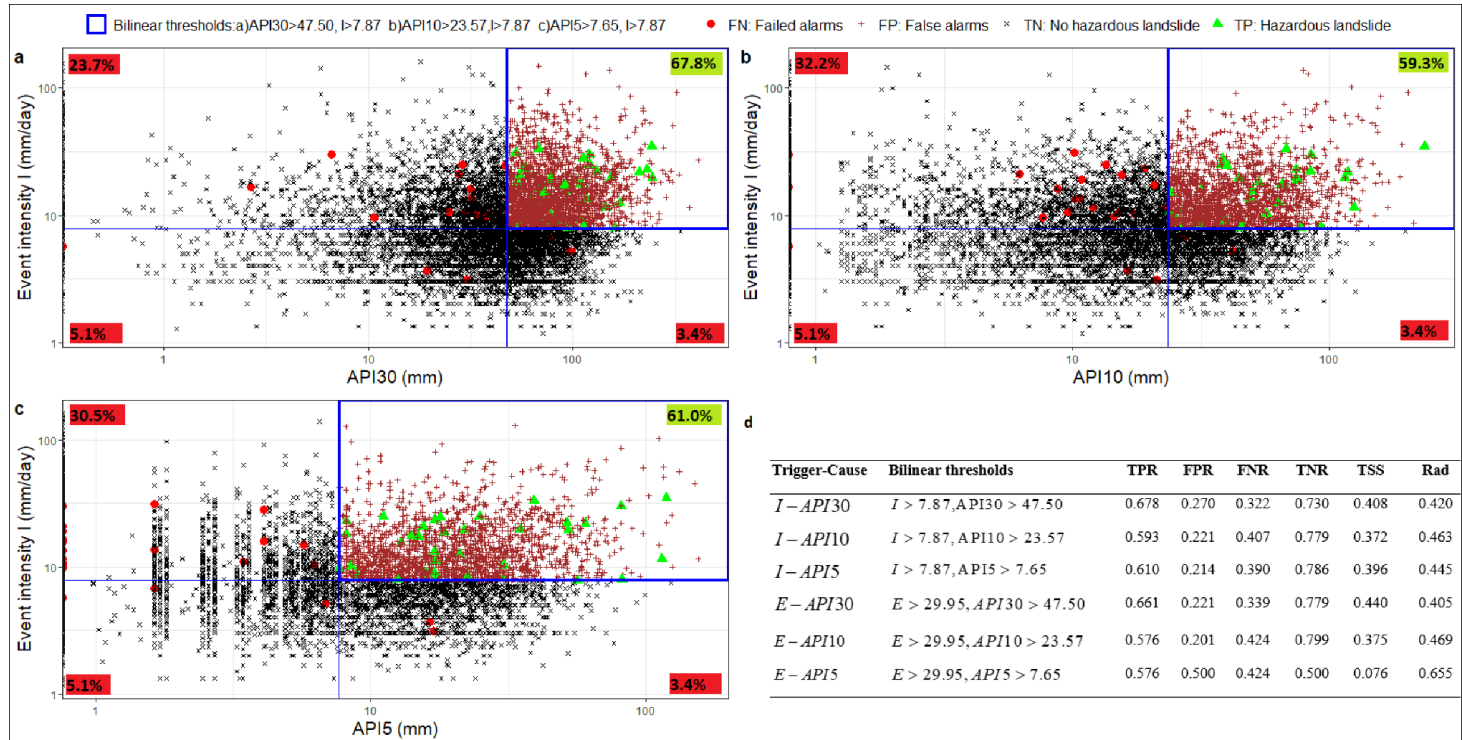 Bilinear thresholds:a)API30>47.50, I>7.87 b)API10>23.57,I>7.87 c)API5>7.65, I>7.87 FN: Failed alarms FP: False alarms TN: No hazardous landslide TP: Hazardous landslide
a
23.7%
67.8%
100
10
1
Event intensity I (mm/day)
5.1%
3.4%
1 10 100
API30 (mm)
b
32.2%
59.3%
100
10
1
Event intensity I (mm/day)
5.1%
3.4%
1 10 100
API10 (mm)
c
30.5%
61.0%
100
10
1
Event intensity I (mm/day)
5.1%
3.4%
1 10 100
API5 (mm)
d
Trigger-Cause Bilinear thresholds TPR FPR FNR TNR TSS Rad
I − API30 I > 7.87, API30 > 47.50 0.678 0.270 0.322 0.730 0.408 0.420
I − API10 I > 7.87, API10 > 23.57 0.593 0.221 0.407 0.779 0.372 0.463
I − API5 I > 7.87, API5 > 7.65 0.610 0.214 0.390 0.786 0.396 0.445
E − API30 E > 29.95, API30 > 47.50 0.661 0.221 0.339 0.779 0.440 0.405
E − API10 E > 29.95, API10 > 23.57 0.576 0.201 0.424 0.799 0.375 0.469
E − API5 E > 29.95, API5 > 7.65 0.576 0.500 0.424 0.500 0.076 0.655